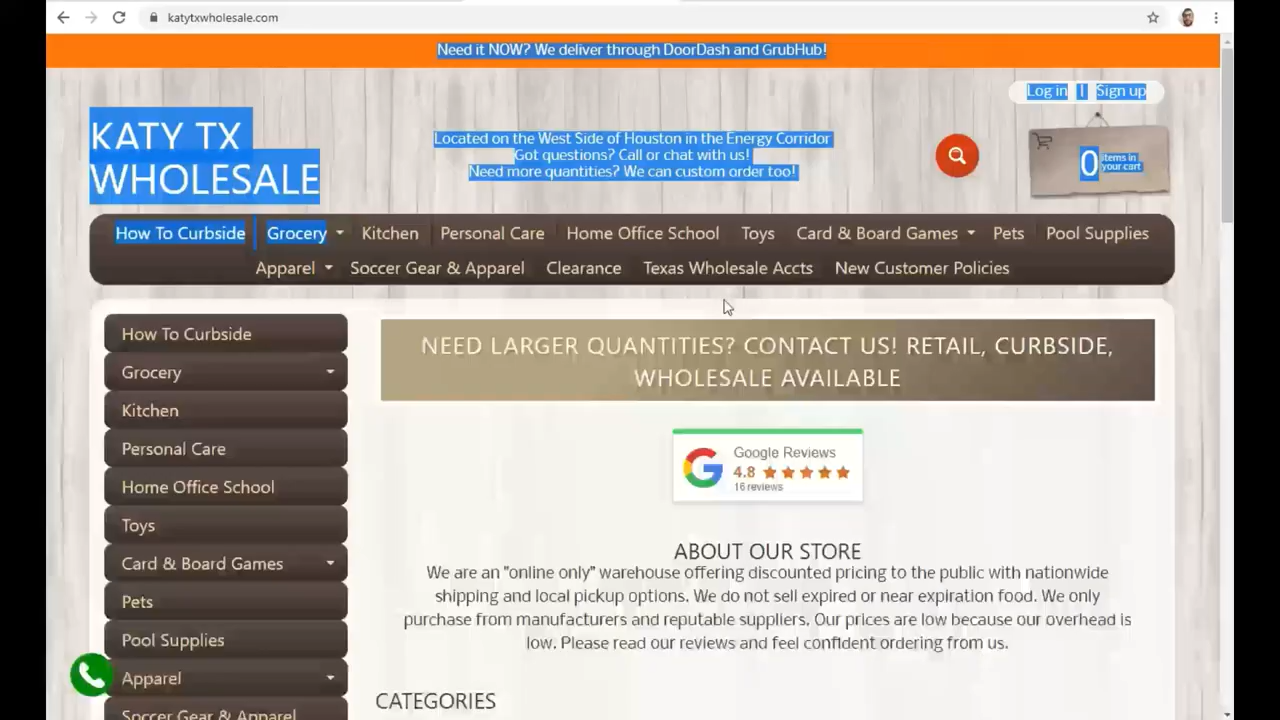 katytxwholesale.com
Need it NOW? We deliver through DoorDash and GrubHub!
Log in | Sign up
KATY TX
WHOLESALE
Located on the West Side of Houston in the Energy Corridor
Got questions? Call or chat with us!
Need more quantities? We can custom order too!
0 items in
your cart
How To Curbside Grocery Kitchen Personal Care Home Office School Toys Card & Board Games Pets Pool Supplies
Apparel Soccer Gear & Apparel Clearance Texas Wholesale Accts New Customer Policies
How To Curbside
Grocery
Kitchen
Personal Care
Home Office School
Toys
Card & Board Games
Pets
Pool Supplies
Apparel
Soccer Gear & Apparel
NEED LARGER QUANTITIES? CONTACT US! RETAIL, CURBSIDE,
WHOLESALE AVAILABLE
Google Reviews
4.8
16 reviews
ABOUT OUR STORE
We are an "online only" warehouse offering discounted pricing to the public with nationwide
shipping and local pickup options. We do not sell expired or near expiration food. We only
purchase from manufacturers and reputable suppliers. Our prices are low because our overhead is
low. Please read our reviews and feel confident ordering from us.
CATEGORIES